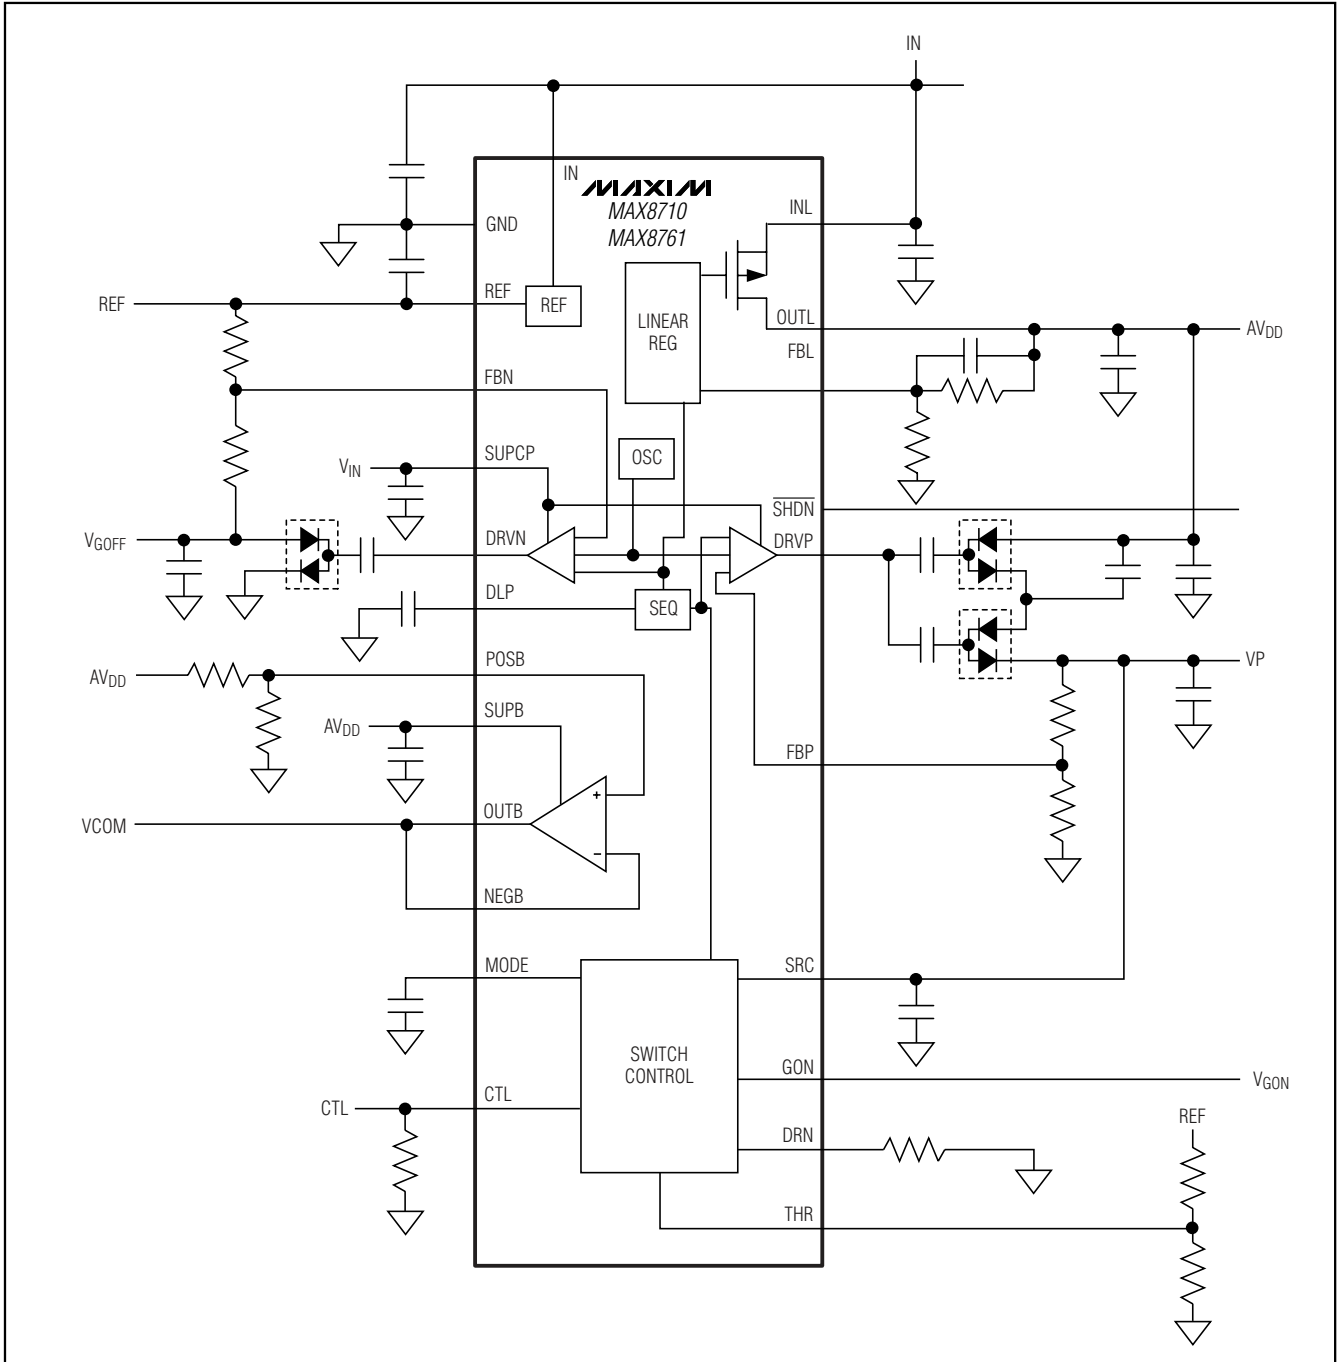 IN
IN
MAXIM
MAX8710
MAX8761
INL
GND
REF
REF
REF
LINEAR
REG
OUTL
AVDD
FBL
FBN
SUPCP
VIN
OSC
SHDN
VGOFF
DRVN
DRVP
DLP
SEQ
POSB
AVDD
VP
SUPB
AVDD
FBP
+
OUTB
VCOM
−
NEGB
MODE
SRC
SWITCH
CONTROL
GON
VGON
CTL
CTL
REF
DRN
THR